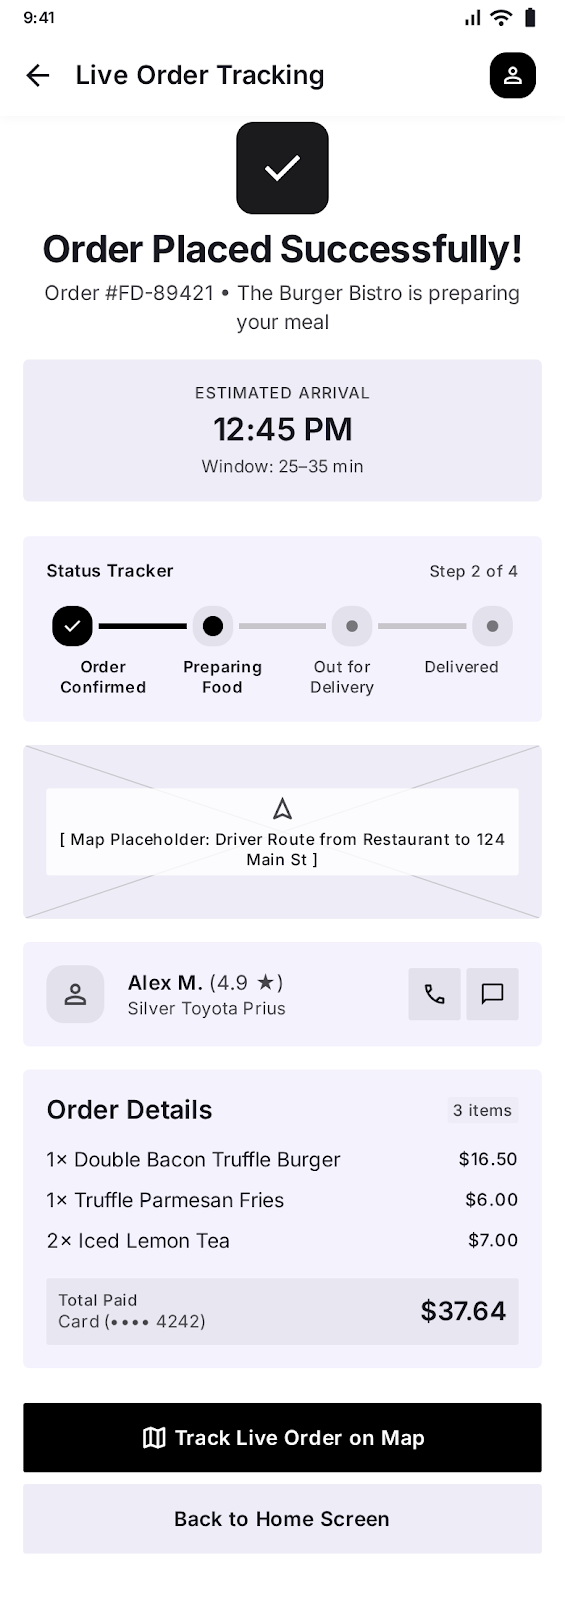 9:41
Live Order Tracking
Order Placed Successfully!
Order #FD-89421 • The Burger Bistro is preparing
your meal
ESTIMATED ARRIVAL
12:45 PM
Window: 25–35 min
Status Tracker
Step 2 of 4
Order
Confirmed
Preparing
Food
Out for
Delivery
Delivered
[ Map Placeholder: Driver Route from Restaurant to 124
Main St ]
Alex M. (4.9 ★)
Silver Toyota Prius
Order Details
3 items
1× Double Bacon Truffle Burger
$16.50
1× Truffle Parmesan Fries
$6.00
2× Iced Lemon Tea
$7.00
Total Paid
Card (•••• 4242)
$37.64
Track Live Order on Map
Back to Home Screen